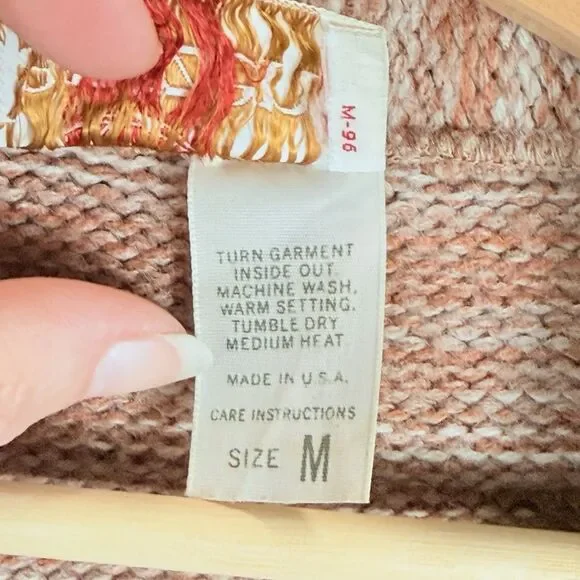 M-96
TURN GARMENT
INSIDE OUT.
MACHINE WASH,
WARM SETTING.
TUMBLE DRY
MEDIUM HEAT
MADE IN U.S.A.
CARE INSTRUCTIONS
SIZE M